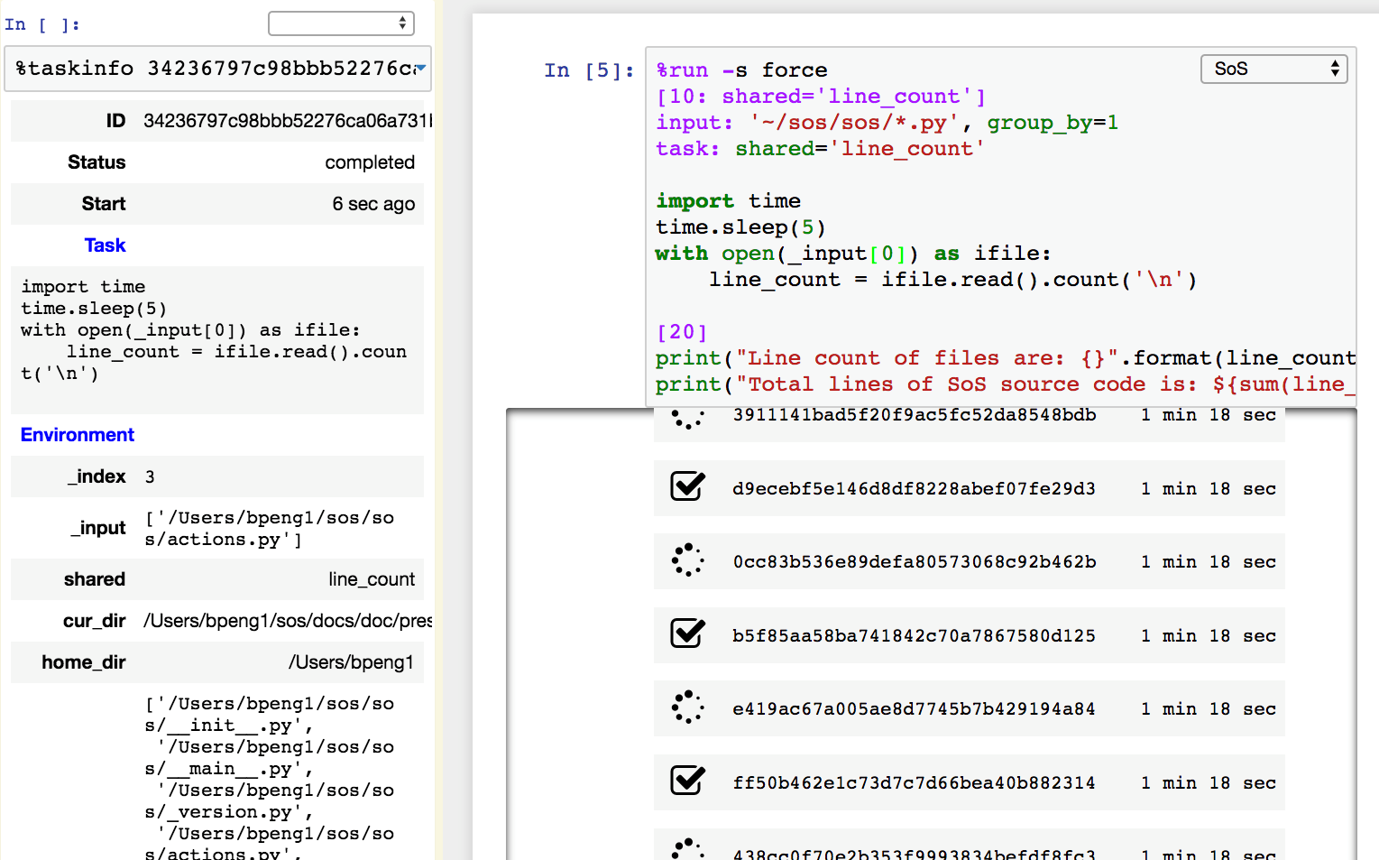 In [ ]:
%taskinfo 34236797c98bbb52276c
ID 34236797c98bbb52276ca06a731
Status completed
Start 6 sec ago
Task
import time
time.sleep(5)
with open(_input[0]) as ifile:
    line_count = ifile.read().coun
t('\n')
Environment
_index 3
_input ['/Users/bpeng1/sos/so
s/actions.py']
shared line_count
cur_dir /Users/bpeng1/sos/docs/doc/pres
home_dir /Users/bpeng1
['/Users/bpeng1/sos/so
s/__init__.py',
'/Users/bpeng1/sos/so
s/__main__.py',
'/Users/bpeng1/sos/so
s/_version.py',
'/Users/bpeng1/sos/so
s/actions.py',
In [5]:
SoS
%run -s force
[10: shared='line_count']
input: '~/sos/sos/*.py', group_by=1
task: shared='line_count'
import time
time.sleep(5)
with open(_input[0]) as ifile:
    line_count = ifile.read().count('\n')
[20]
print("Line count of files are: {}".format(line_count
print("Total lines of SoS source code is: ${sum(line_
3911141bad5f20f9ac5fc52da8548bdb 1 min 18 sec
d9ecebf5e146d8df8228abef07fe29d3 1 min 18 sec
0cc83b536e89defa80573068c92b462b 1 min 18 sec
b5f85aa58ba741842c70a7867580d125 1 min 18 sec
e419ac67a005ae8d7745b7b429194a84 1 min 18 sec
ff50b462e1c73d7c7d66bea40b882314 1 min 18 sec
438cc0f70e2b353f9993834befdf8fc3 1 min 18 sec